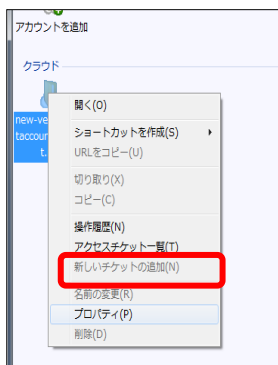 アカウントを追加
クラウド
new-ve
taccour
t.
開く(O)
ショートカットを作成(S)
URLをコピー(U)
切り取り(X)
コピー(C)
操作履歴(N)
アクセスチケット一覧(T)
新しいチケットの追加(N)
名前の変更(R)
プロパティ(P)
削除(D)